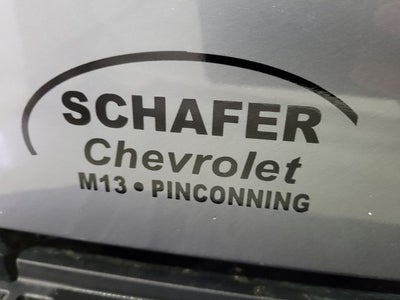 SCHAFER
Chevrolet
M13 • PINCONNING